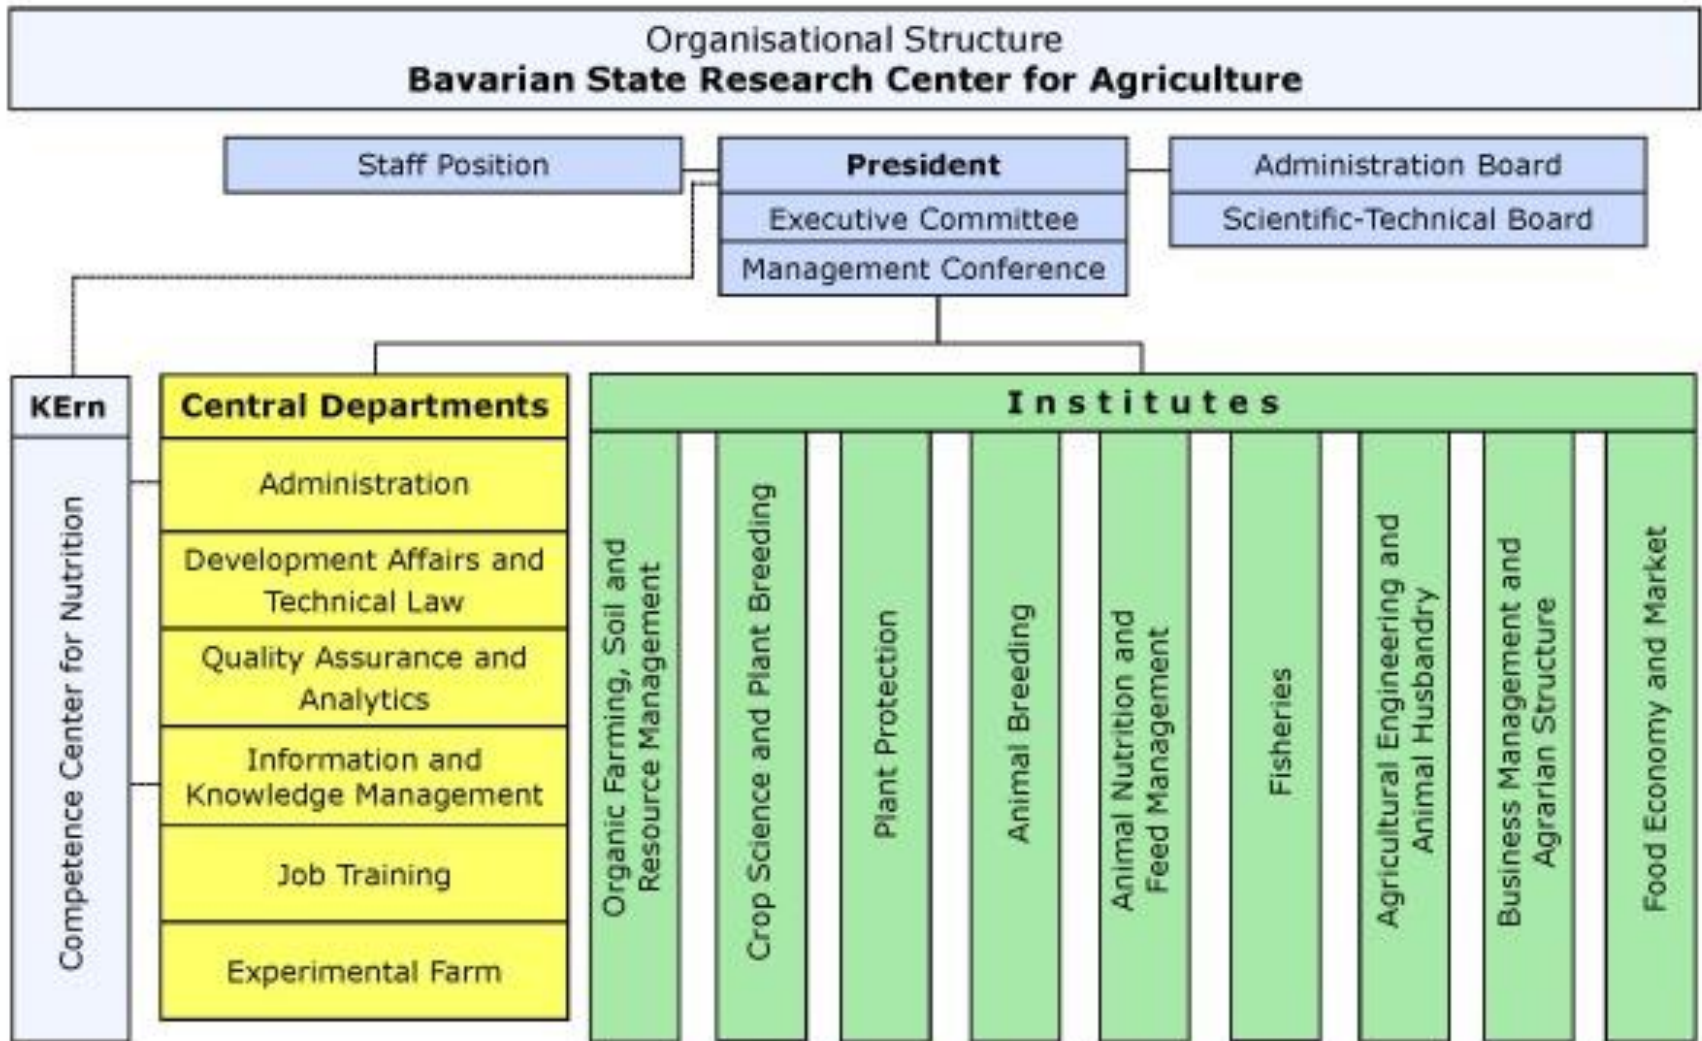 Organisational Structure
Bavarian State Research Center for Agriculture
Staff Position
President
Executive Committee
Management Conference
Administration Board
Scientific-Technical Board
KErn
Competence Center for Nutrition
Central Departments
Administration
Development Affairs and
Technical Law
Quality Assurance and
Analytics
Information and
Knowledge Management
Job Training
Experimental Farm
Institutes
Organic Farming, Soil and
Resource Management
Crop Science and Plant Breeding
Plant Protection
Animal Breeding
Animal Nutrition and
Feed Management
Fisheries
Agricultural Engineering and
Animal Husbandry
Business Management and
Agrarian Structure
Food Economy and Market